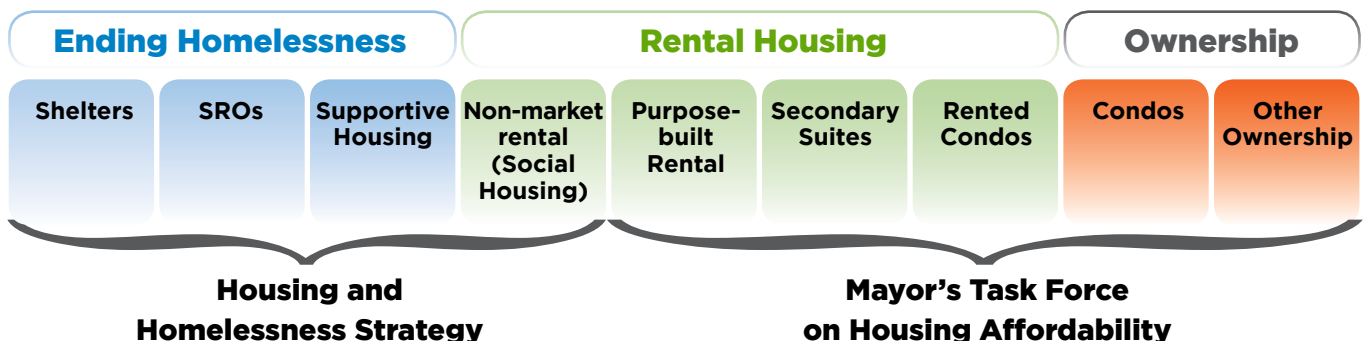 Ending Homelessness
Rental Housing
Ownership
Shelters
SROs
Supportive
Housing
Non-market
rental
(Social
Housing)
Purpose-
built
Rental
Secondary
Suites
Rented
Condos
Condos
Other
Ownership
Housing and
Homelessness Strategy
Mayor’s Task Force
on Housing Affordability